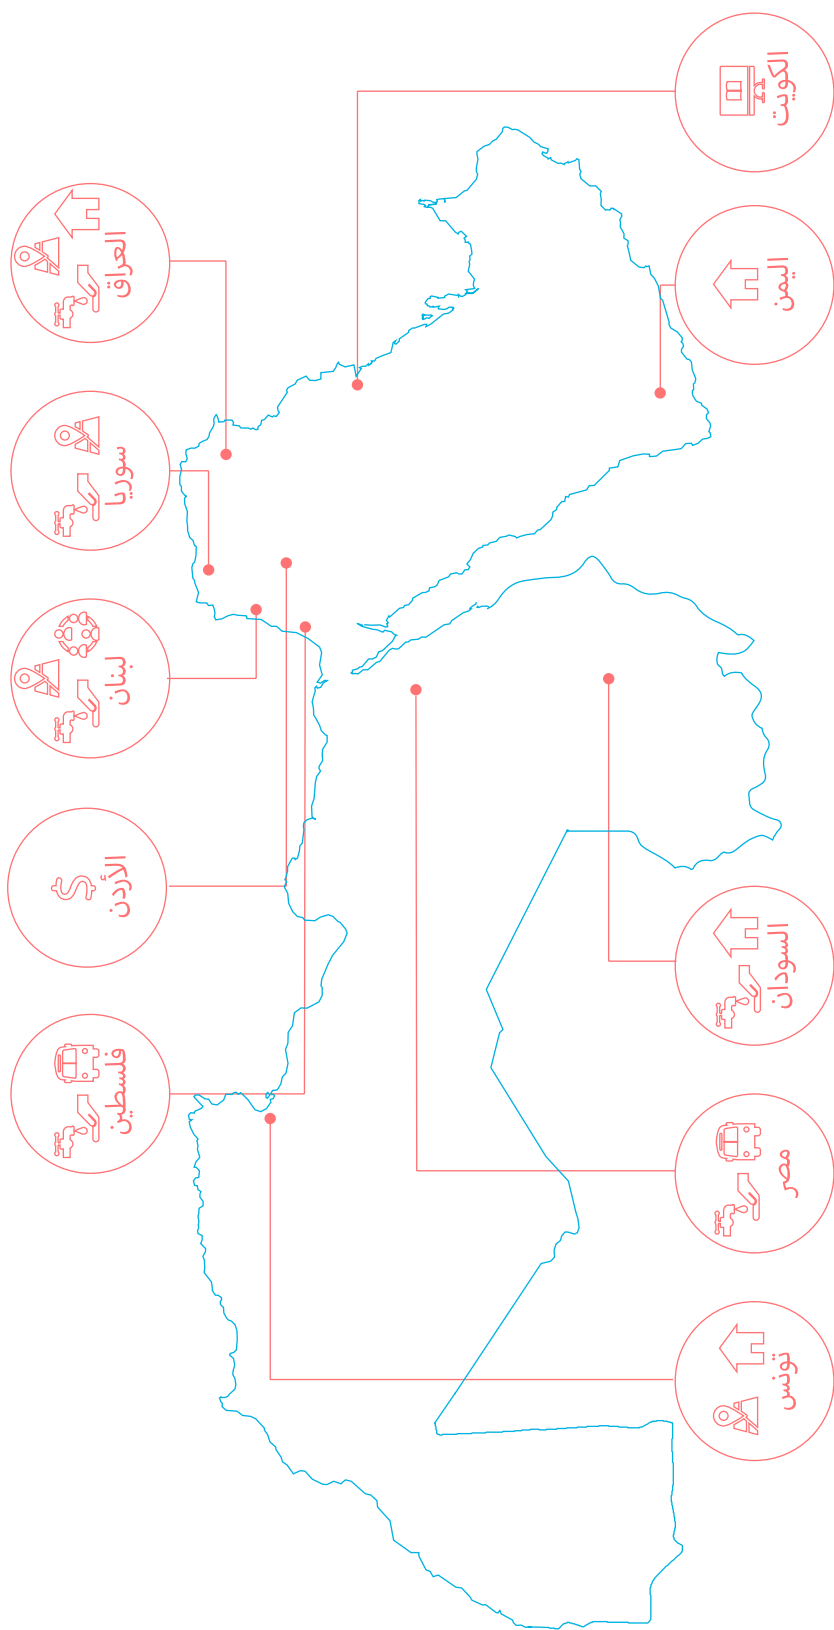 العراق
سوريا
لبنان
الأردن
فلسطين
الكويت
اليمن
السودان
مصر
تونس